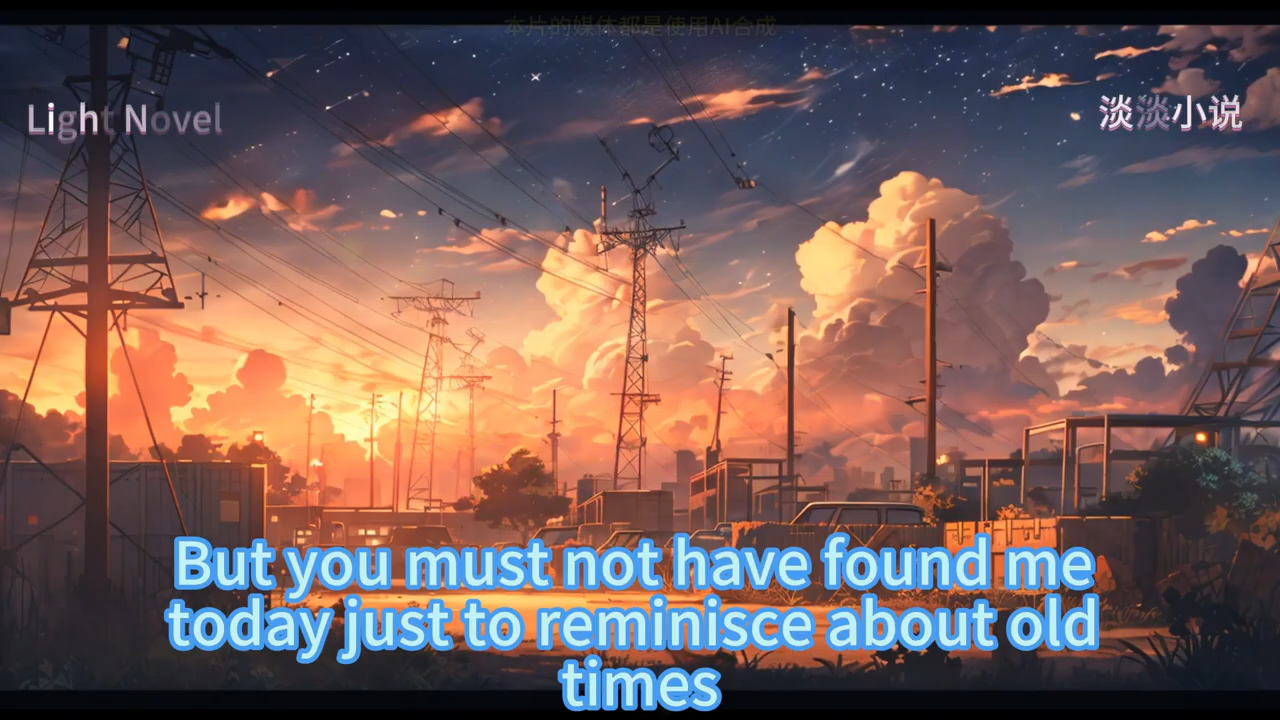 本片的媒体都是使用AI合成
Light Novel
淡淡小说
But you must not have found me
today just to reminisce about old
times